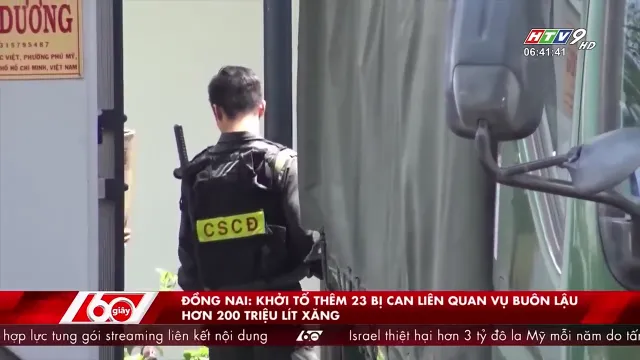 DƯƠNG
HTV9 HD
06:41:41
CSCĐ
60 giây
ĐỒNG NAI: KHỞI TỐ THÊM 23 BỊ CAN LIÊN QUAN VỤ BUÔN LẬU
HƠN 200 TRIỆU LÍT XĂNG
hợp lực tung gói streaming liên kết nội dung
Israel thiệt hại hơn 3 tỷ đô la Mỹ mỗi năm do tấ